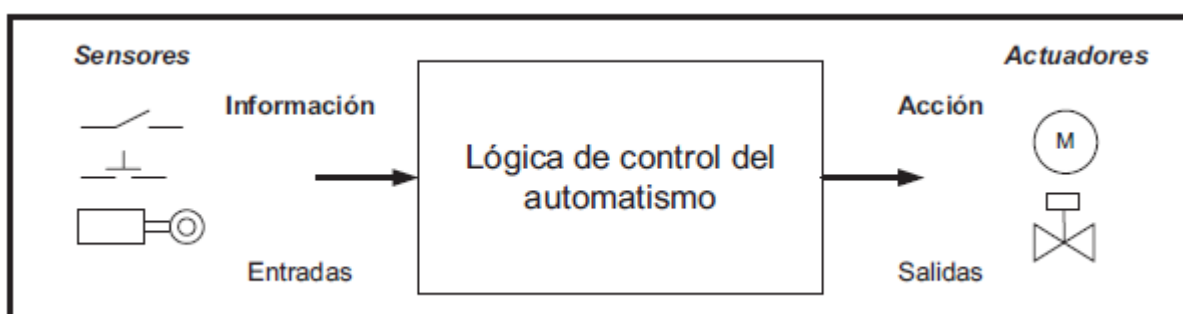 Sensores
Actuadores
Información
Acción
M
Lógica de control del
automatismo
Entradas
Salidas